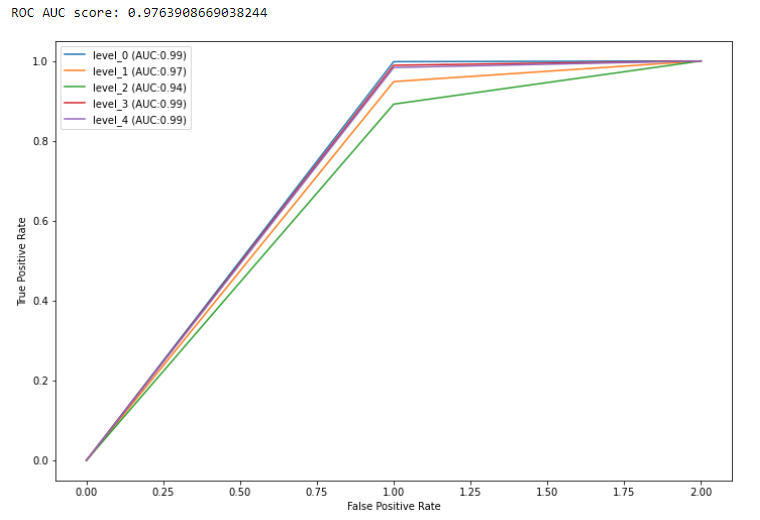 ROC AUC score: 0.9763908669038244
level_0 (AUC:0.99)
level_1 (AUC:0.97)
level_2 (AUC:0.94)
level_3 (AUC:0.99)
level_4 (AUC:0.99)
1.0
0.8
0.6
0.4
0.2
0.0
True Positive Rate
0.00 0.25 0.50 0.75 1.00 1.25 1.50 1.75 2.00
False Positive Rate